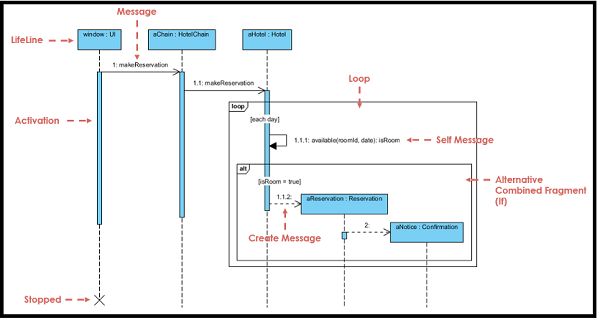 Message
LifeLine
window : UI
aChain : HotelChain
aHotel : Hotel
1: makeReservation
1.1: makeReservation
Loop
loop
Activation
[each day]
1.1.1: available(roomId, date): isRoom
Self Message
alt
[isRoom = true]
Alternative
Combined Fragment
(If)
1.1.2:
aReservation : Reservation
2:
aNotice : Confirmation
Create Message
Stopped